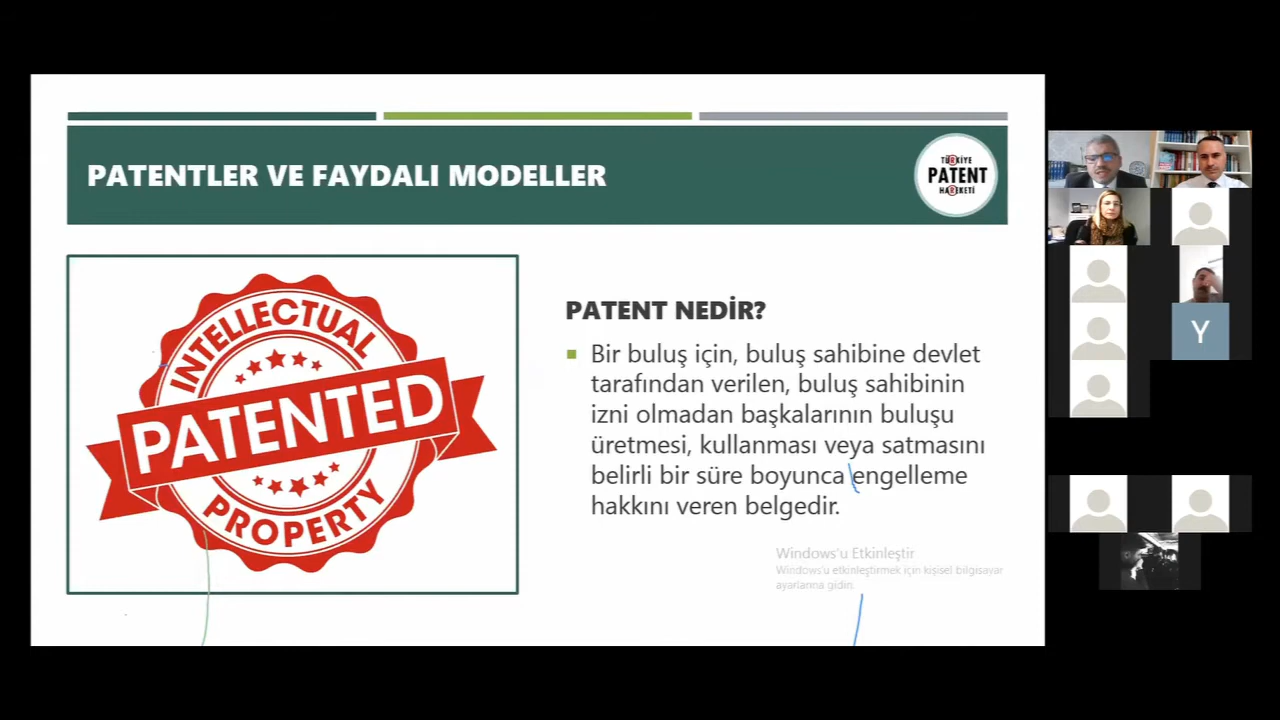 PATENTLER VE FAYDALI MODELLER
TÜRKİYE
PATENT
HAREKETİ
INTELLECTUAL
PATENTED
PROPERTY
PATENT NEDİR?
Bir buluş için, buluş sahibine devlet
tarafından verilen, buluş sahibinin
izni olmadan başkalarının buluşu
üretmesi, kullanması veya satmasını
belirli bir süre boyunca engelleme
hakkını veren belgedir.
Windows'u Etkinleştir
Windows'u etkinleştirmek için kişisel bilgisayar
ayarlarına gidin.
Y